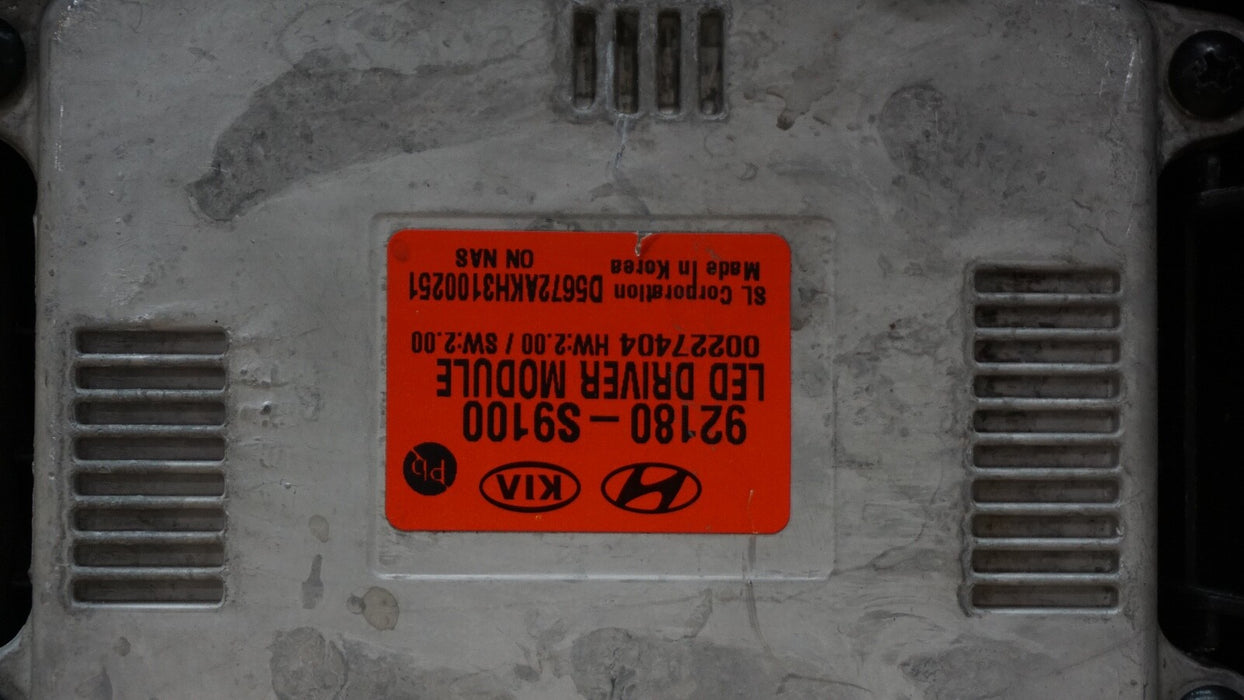 KIA
Pb
92180 - S9100
LED DRIVER MODULE
00227404 HW:2.00 / SW:2.00
SL Corporation D5672AKH3100251
Made In Korea ON NAS